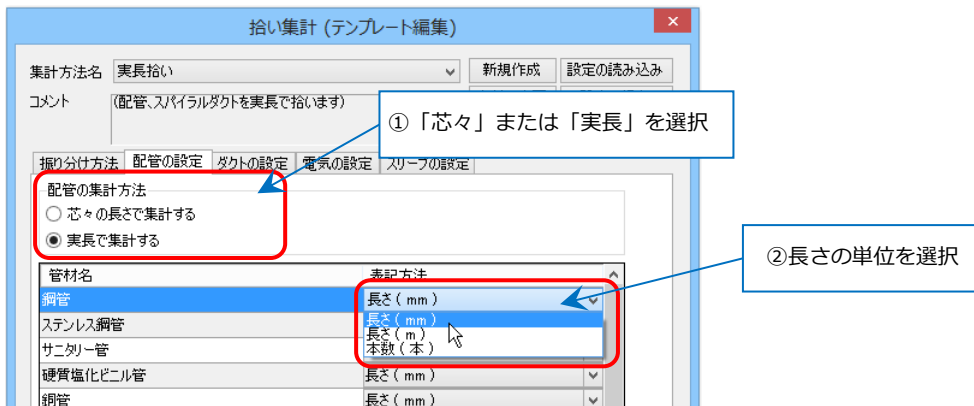 拾い集計 (テンプレート編集)
集計方法名 実長拾い 新規作成 設定の読み込み
コメント (配管、スパイラルダクトを実長で拾います)
①「芯々」または「実長」を選択
振り分け方法 配管の設定 ダクトの設定 電気の設定 スリーブの設定
配管の集計方法
芯々の長さで集計する
実長で集計する
②長さの単位を選択
管材名 表記方法
鋼管 長さ ( mm )
ステンレス鋼管 長さ ( mm )
長さ ( m )
サニタリー管 本数 ( 本 )
硬質塩化ビニル管 長さ ( mm )
銅管 長さ ( mm )